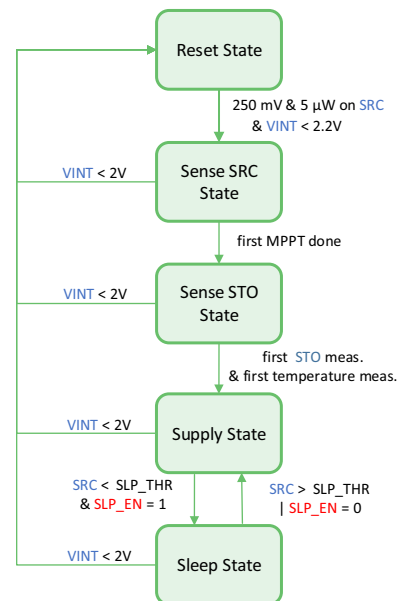 Reset State
250 mV & 5 µW on SRC
& VINT < 2.2V
VINT < 2V
Sense SRC
State
first MPPT done
VINT < 2V
Sense STO
State
first STO meas.
& first temperature meas.
VINT < 2V
Supply State
SRC < SLP_THR
& SLP_EN = 1
SRC > SLP_THR
| SLP_EN = 0
VINT < 2V
Sleep State